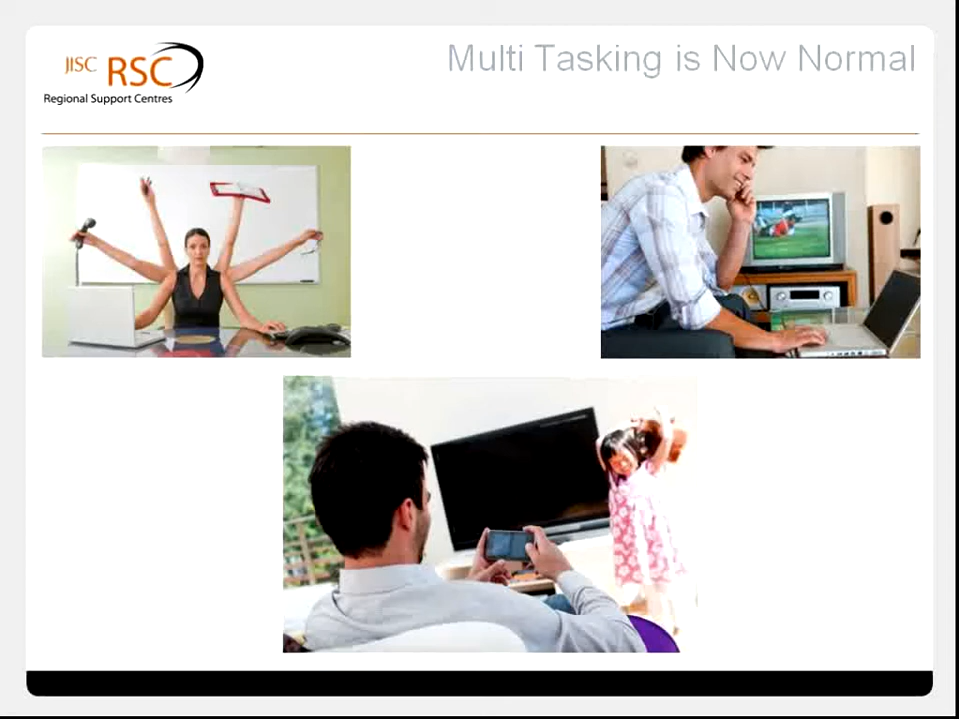 Multi Tasking is Now Normal
JISC RSC
Regional Support Centres